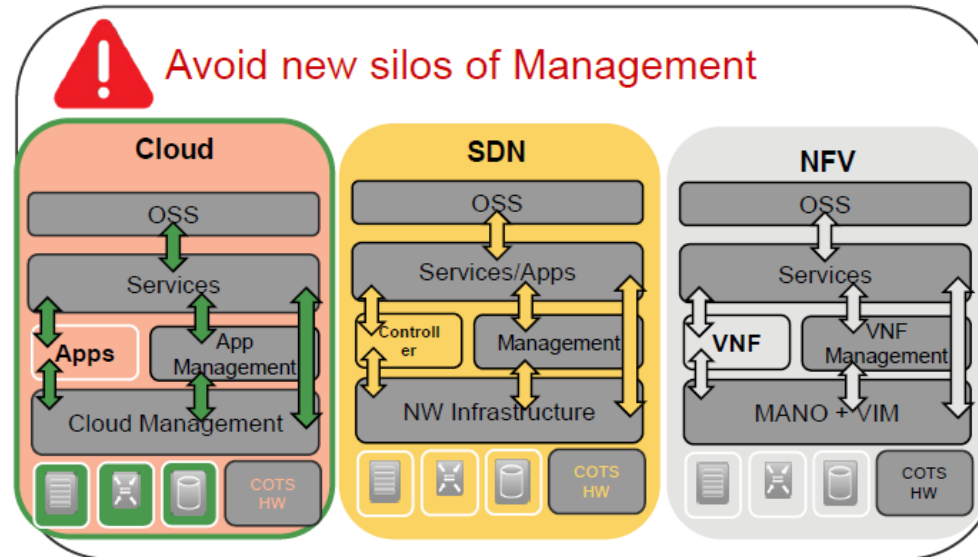 Avoid new silos of Management
Cloud
OSS
Services
Apps
App
Management
Cloud Management
COTS
HW
SDN
OSS
Services/Apps
Controll
er
Management
NW Infrastructure
COTS
HW
NFV
OSS
Services
VNF
VNF
Management
MANO + VIM
COTS
HW